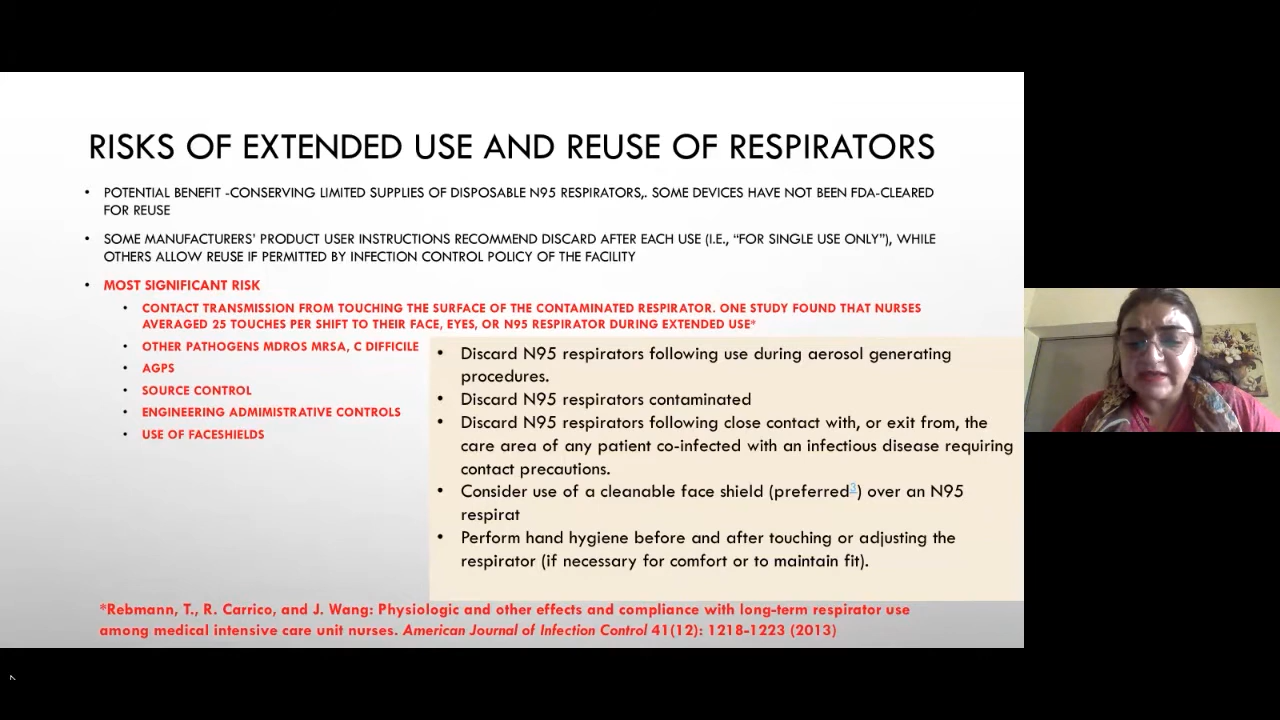 RISKS OF EXTENDED USE AND REUSE OF RESPIRATORS
• POTENTIAL BENEFIT -CONSERVING LIMITED SUPPLIES OF DISPOSABLE N95 RESPIRATORS,. SOME DEVICES HAVE NOT BEEN FDA-CLEARED
FOR REUSE
• SOME MANUFACTURERS' PRODUCT USER INSTRUCTIONS RECOMMEND DISCARD AFTER EACH USE (I.E., "FOR SINGLE USE ONLY"), WHILE
OTHERS ALLOW REUSE IF PERMITTED BY INFECTION CONTROL POLICY OF THE FACILITY
• MOST SIGNIFICANT RISK
• CONTACT TRANSMISSION FROM TOUCHING THE SURFACE OF THE CONTAMINATED RESPIRATOR. ONE STUDY FOUND THAT NURSES
AVERAGED 25 TOUCHES PER SHIFT TO THEIR FACE, EYES, OR N95 RESPIRATOR DURING EXTENDED USE*
• OTHER PATHOGENS MDROS MRSA, C DIFFICILE
• AGPS
• SOURCE CONTROL
• ENGINEERING ADMIMISTRATIVE CONTROLS
• USE OF FACESHIELDS
• Discard N95 respirators following use during aerosol generating
procedures.
• Discard N95 respirators contaminated
• Discard N95 respirators following close contact with, or exit from, the
care area of any patient co-infected with an infectious disease requiring
contact precautions.
• Consider use of a cleanable face shield (preferred3) over an N95
respirat
• Perform hand hygiene before and after touching or adjusting the
respirator (if necessary for comfort or to maintain fit).
*Rebmann, T., R. Carrico, and J. Wang: Physiologic and other effects and compliance with long-term respirator use
among medical intensive care unit nurses. American Journal of Infection Control 41(12): 1218-1223 (2013)